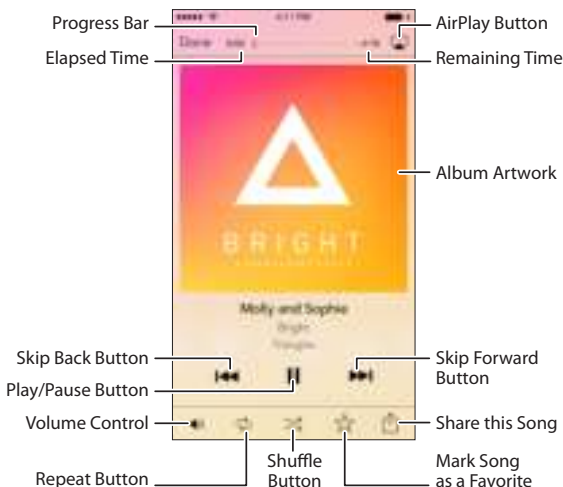 Progress Bar
AirPlay Button
Elapsed Time
Done
Remaining Time
Album Artwork
BRIGHT
Molly and Sophie
Bright
Skip Back Button
Skip Forward
Button
Play/Pause Button
Volume Control
Share this Song
Repeat Button
Shuffle
Button
Mark Song
as a Favorite